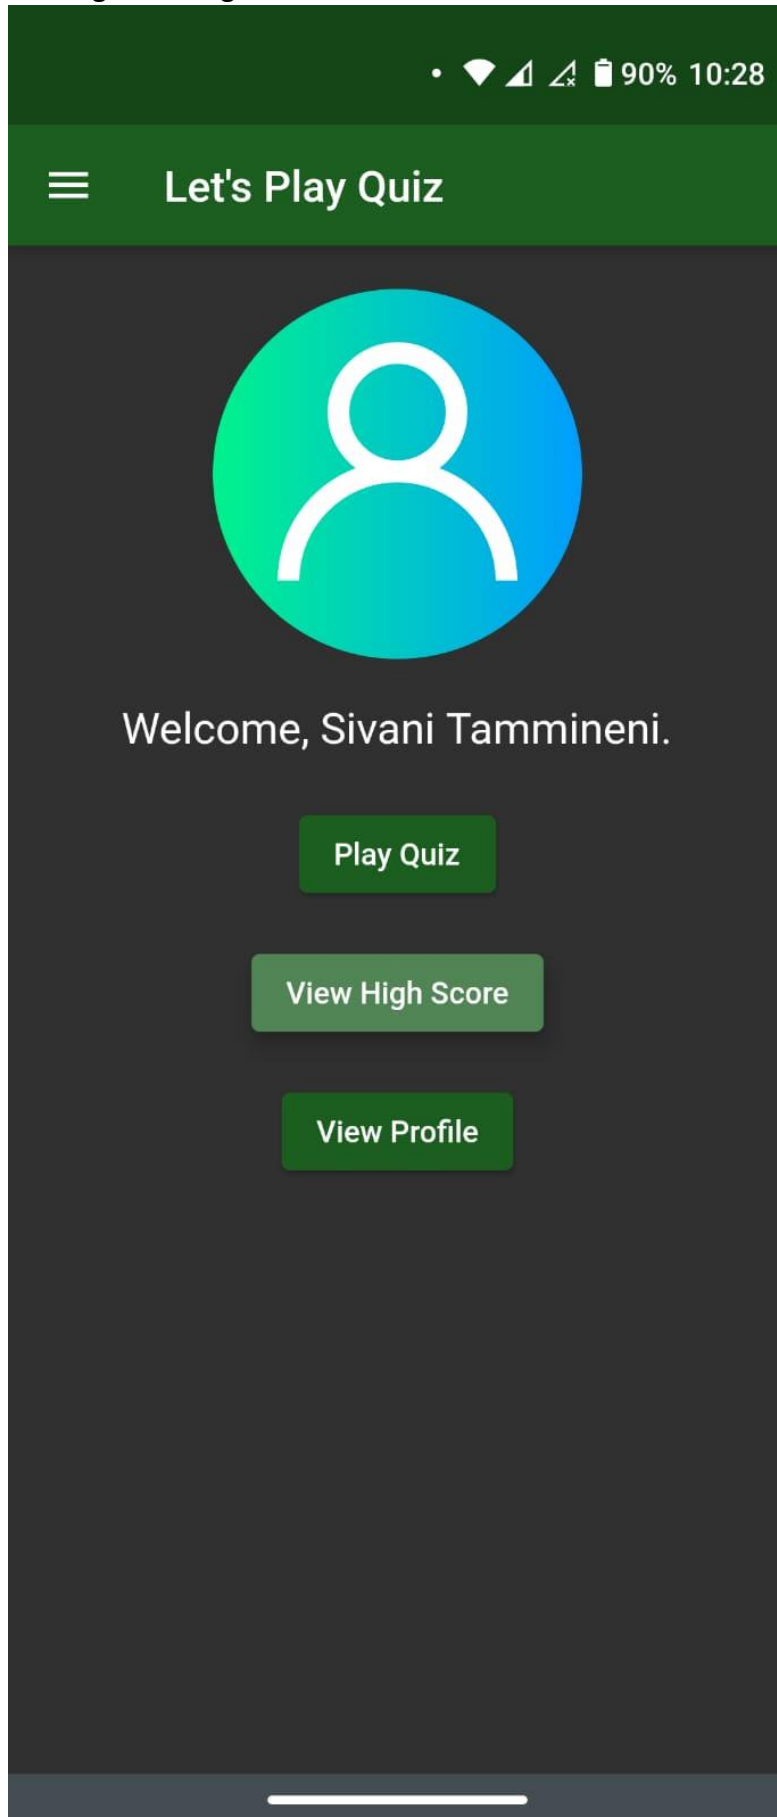 90% 10:28
Let's Play Quiz
Welcome, Sivani Tammineni.
Play Quiz
View High Score
View Profile